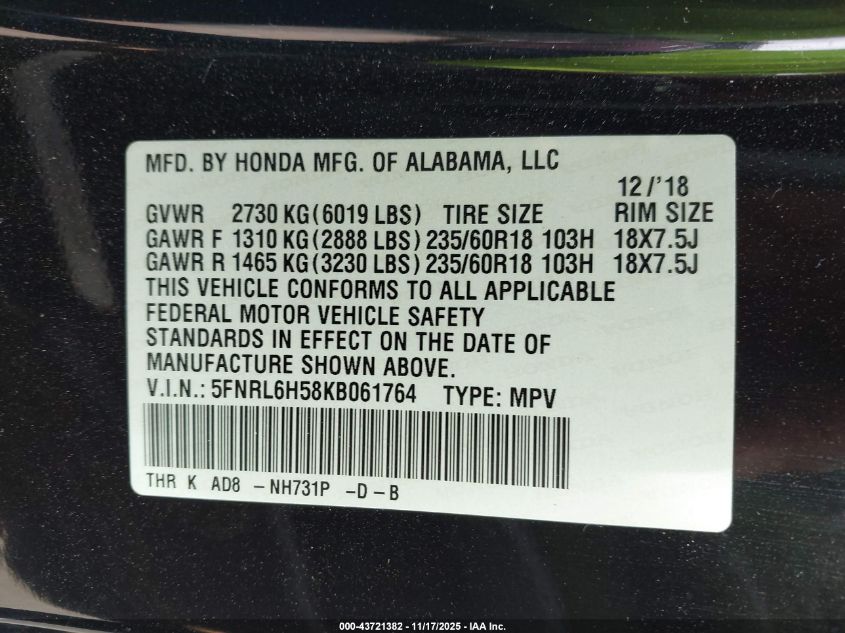 MFD. BY HONDA MFG. OF ALABAMA, LLC
12/'18
GVWR 2730 KG(6019 LBS) TIRE SIZE RIM SIZE
GAWR F 1310 KG(2888 LBS) 235/60R18 103H 18X7.5J
GAWR R 1465 KG(3230 LBS) 235/60R18 103H 18X7.5J
THIS VEHICLE CONFORMS TO ALL APPLICABLE
FEDERAL MOTOR VEHICLE SAFETY
STANDARDS IN EFFECT ON THE DATE OF
MANUFACTURE SHOWN ABOVE.
V.I.N.: 5FNRL6H58KB061764 TYPE: MPV
THR K AD8 -NH731P -D-B
000-43721382 - 11/17/2025 - IAA Inc.